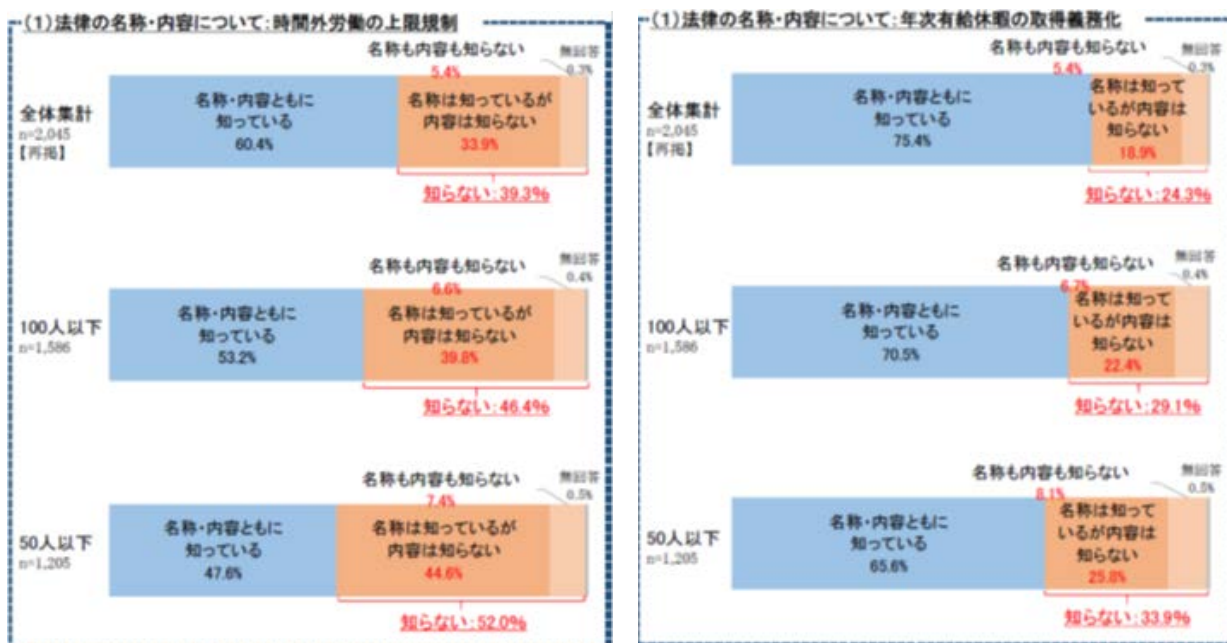 (1)法律の名称・内容について:時間外労働の上限規制
名称も内容も知らない
無回答
5.4%
0.3%
全体集計
n=2,045
【再掲】
名称・内容ともに
知っている
60.4%
名称は知っているが
内容は知らない
33.9%
知らない:39.3%
名称も内容も知らない
無回答
6.6%
0.4%
100人以下
n=1,586
名称・内容ともに
知っている
53.2%
名称は知っているが
内容は知らない
39.8%
知らない:46.4%
名称も内容も知らない
無回答
7.4%
0.5%
50人以下
n=1,205
名称・内容ともに
知っている
47.6%
名称は知っているが
内容は知らない
44.6%
知らない:52.0%
(1)法律の名称・内容について:年次有給休暇の取得義務化
名称も内容も知らない
無回答
5.4%
0.3%
全体集計
n=2,045
【再掲】
名称・内容ともに
知っている
75.4%
名称は知って
いるが内容は
知らない
18.9%
知らない:24.3%
名称も内容も知らない
無回答
6.7%
0.4%
100人以下
n=1,586
名称・内容ともに
知っている
70.5%
名称は知って
いるが内容は
知らない
22.4%
知らない:29.1%
名称も内容も知らない
無回答
8.1%
0.5%
50人以下
n=1,205
名称・内容ともに
知っている
65.6%
名称は知って
いるが内容は
知らない
25.8%
知らない:33.9%